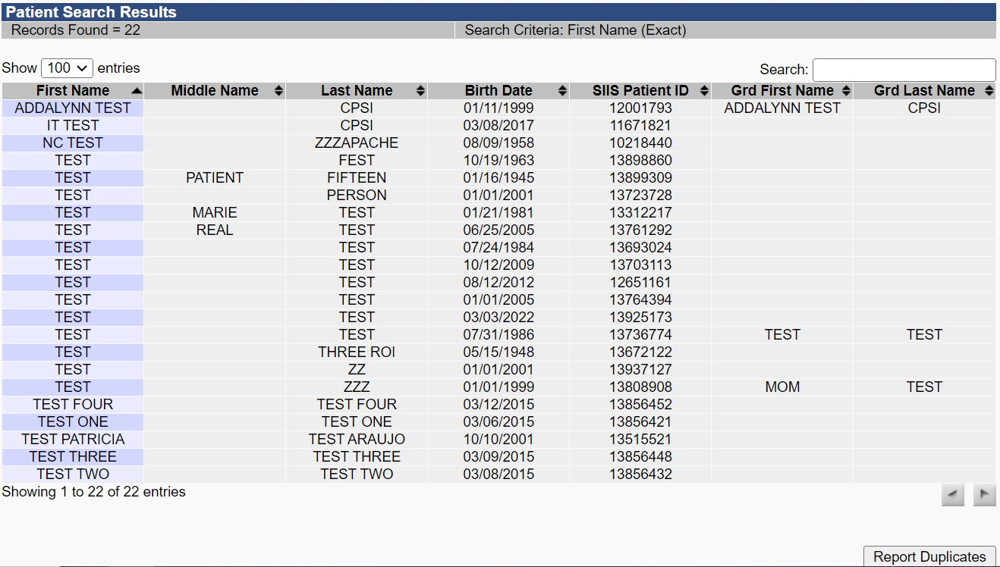 Patient Search Results
Records Found = 22 Search Criteria: First Name (Exact)
Show 100 entries Search:
First Name Middle Name Last Name Birth Date SIIS Patient ID Grd First Name Grd Last Name
ADDALYNN TEST CPSI 01/11/1999 12001793 ADDALYNN TEST CPSI
IT TEST CPSI 03/08/2017 11671821
NC TEST ZZZAPACHE 08/09/1958 10218440
TEST FEST 10/19/1963 13898860
TEST PATIENT FIFTEEN 01/16/1945 13899309
TEST PERSON 01/01/2001 13723728
TEST MARIE TEST 01/21/1981 13312217
TEST REAL TEST 06/25/2005 13761292
TEST TEST 07/24/1984 13693024
TEST TEST 10/12/2009 13703113
TEST TEST 08/12/2012 12651161
TEST TEST 01/01/2005 13764394
TEST TEST 03/03/2022 13925173
TEST TEST 07/31/1986 13736774 TEST TEST
TEST THREE ROI 05/15/1948 13672122
TEST ZZ 01/01/2001 13937127
TEST ZZZ 01/01/1999 13808908 MOM TEST
TEST FOUR TEST FOUR 03/12/2015 13856452
TEST ONE TEST ONE 03/06/2015 13856421
TEST PATRICIA TEST ARAUJO 10/10/2001 13515521
TEST THREE TEST THREE 03/09/2015 13856448
TEST TWO TEST TWO 03/08/2015 13856432
Showing 1 to 22 of 22 entries
Report Duplicates